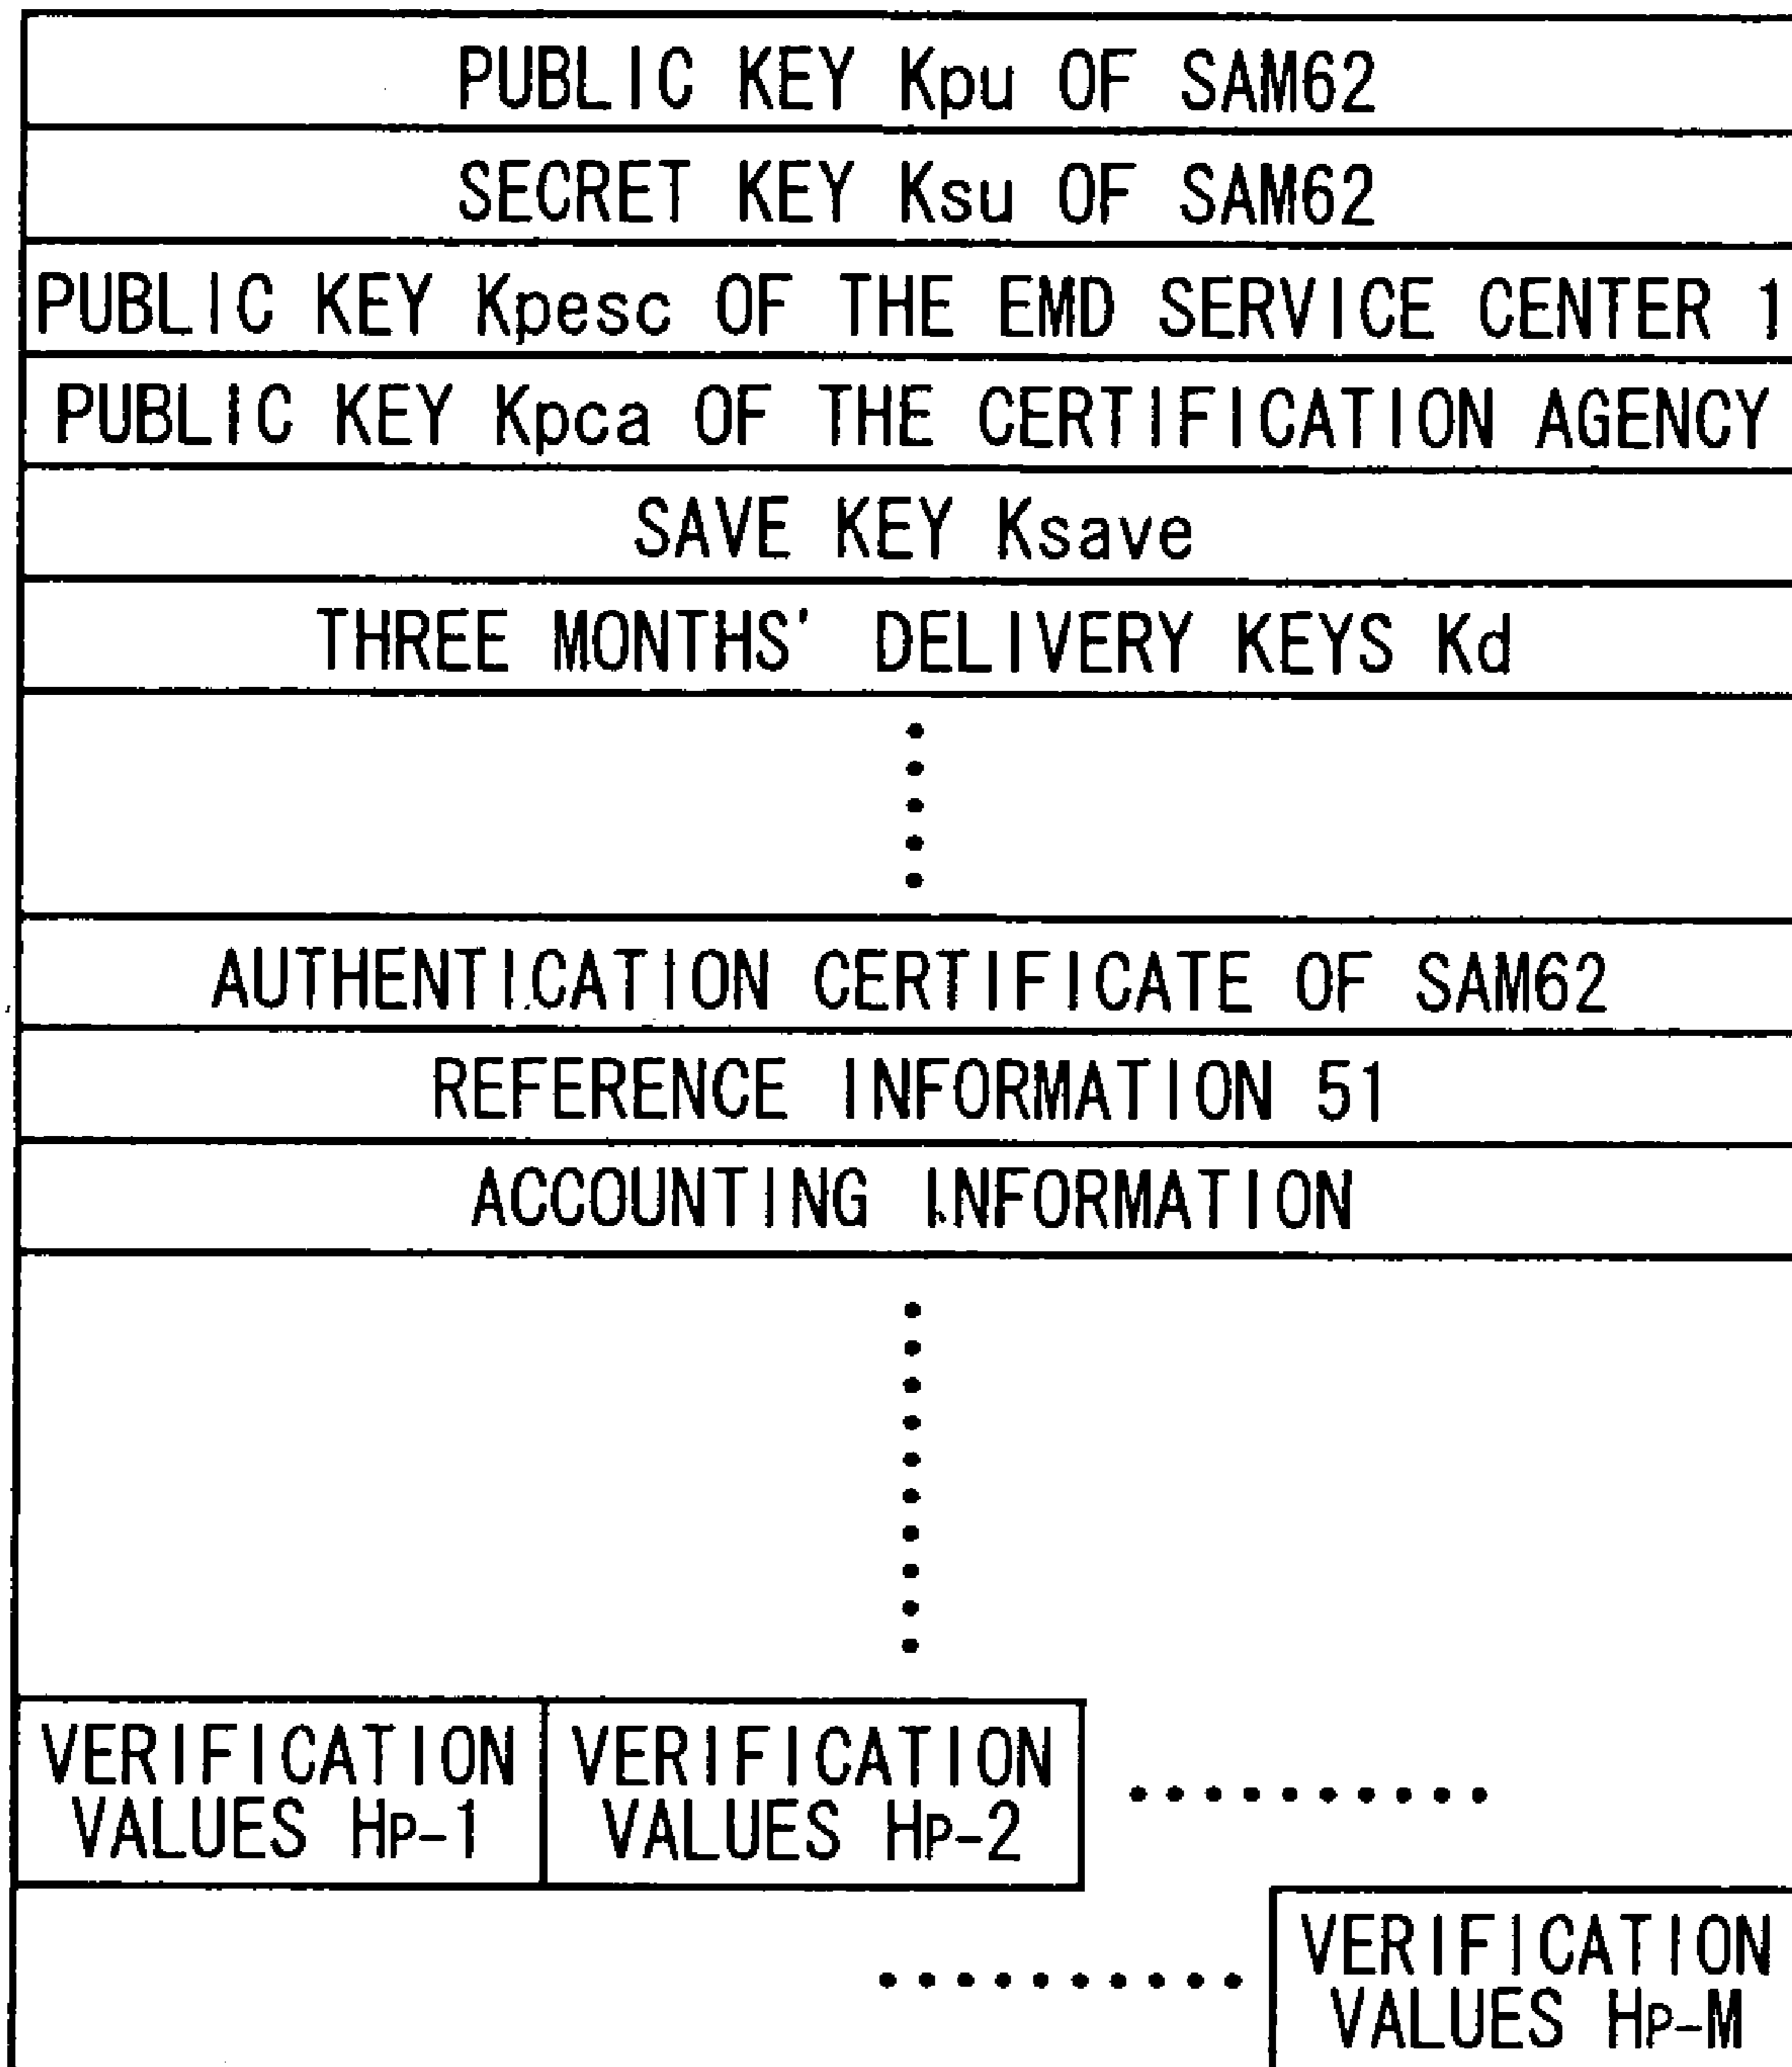 PUBLIC KEY Kpu OF SAM62
SECRET KEY Ksu OF SAM62
PUBLIC KEY Kpesc OF THE EMD SERVICE CENTER 1
PUBLIC KEY Kpca OF THE CERTIFICATION AGENCY
SAVE KEY Ksave
THREE MONTHS' DELIVERY KEYS Kd
AUTHENTICATION CERTIFICATE OF SAM62
REFERENCE INFORMATION 51
ACCOUNTING INFORMATION
VERIFICATION
VALUES HP-1
VERIFICATION
VALUES HP-2
VERIFICATION
VALUES HP-M